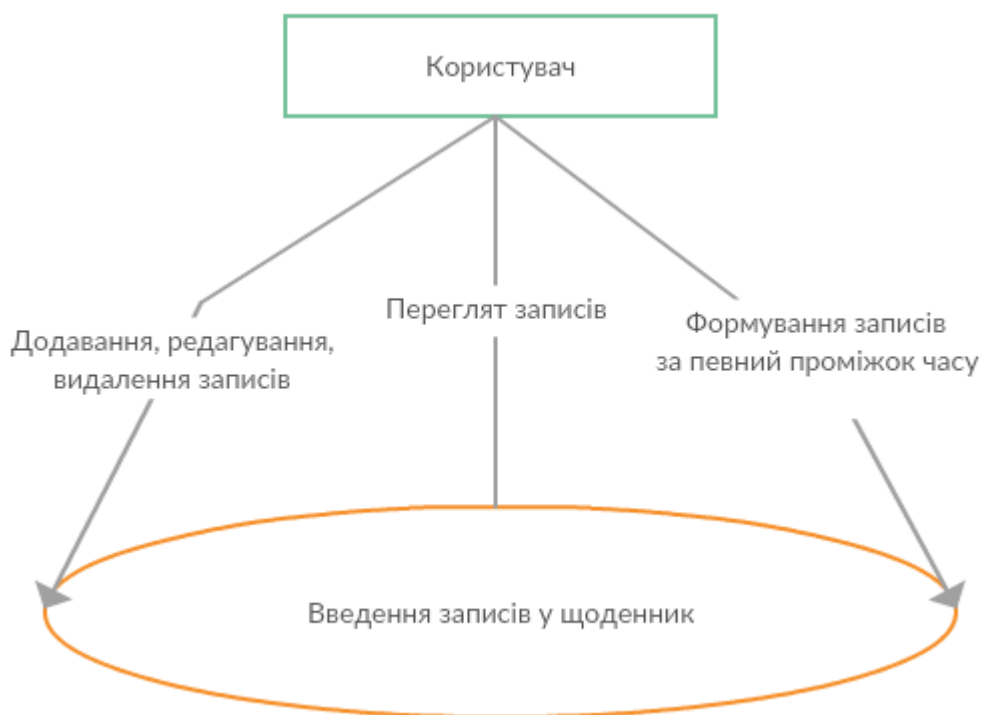 Користувач
Переглят записів
Додавання, редагування,
видалення записів
Формування записів
за певний проміжок часу
Введення записів у щоденник